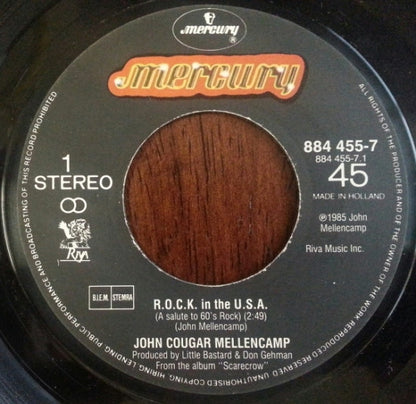 mercury
®
mercury
1
STEREO
Riva
B.I.E.M. STEMRA
884 455-7
884 455-7.1
45
MADE IN HOLLAND
℗1985 John
Mellencamp
Riva Music Inc.
R.O.C.K. in the U.S.A.
(A salute to 60's Rock) (2:49)
(John Mellencamp)
JOHN COUGAR MELLENCAMP
Produced by Little Bastard & Don Gehman
From the album "Scarecrow"
ALL RIGHTS OF THE PRODUCER AND OF THE OWNER OF THE WORK REPRODUCED RESERVED. UNAUTHORISED COPYING, HIRING, LENDING, PUBLIC PERFORMANCE AND BROADCASTING OF THIS RECORD PROHIBITED